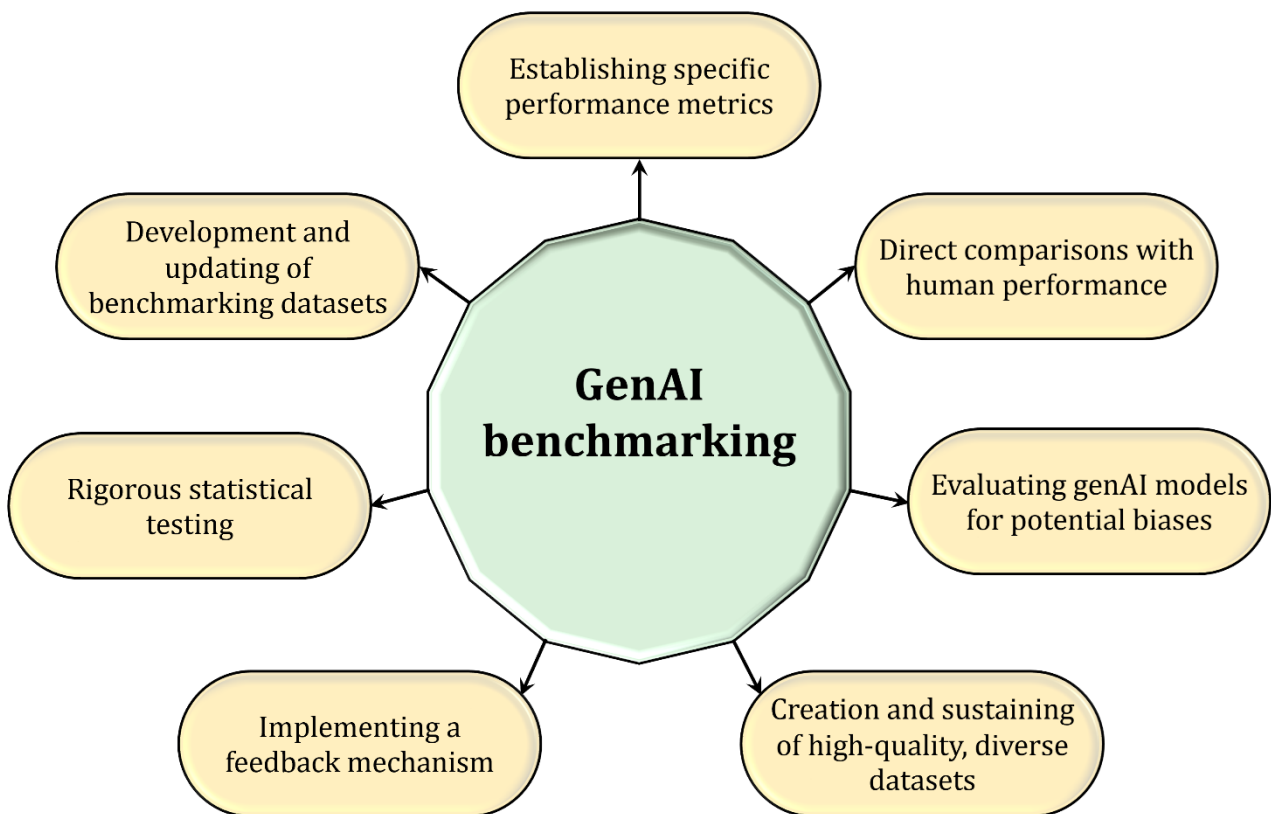 Establishing specific
performance metrics
Development and
updating of
benchmarking datasets
Direct comparisons with
human performance
GenAI
benchmarking
Rigorous statistical
testing
Evaluating genAI models
for potential biases
Implementing a
feedback mechanism
Creation and sustaining
of high-quality, diverse
datasets